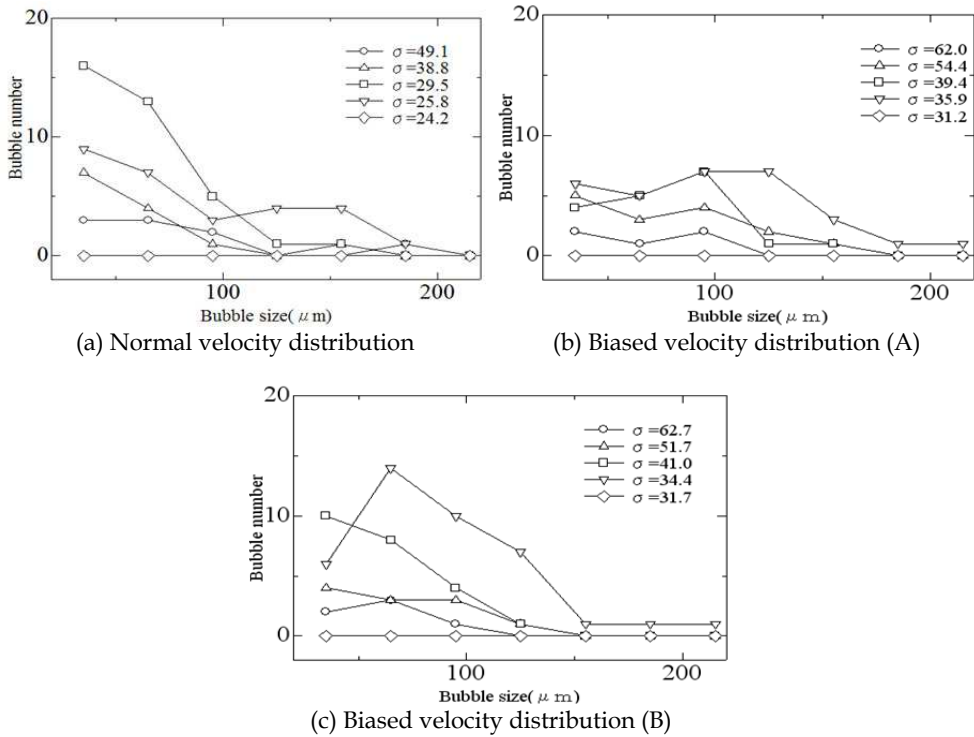 20
10
0
Bubble number
σ=49.1
σ=38.8
σ=29.5
σ=25.8
σ=24.2
100
200
Bubble size(μm)
(a) Normal velocity distribution
20
10
0
Bubble number
σ=62.0
σ=54.4
σ=39.4
σ=35.9
σ=31.2
100
200
Bubble size(μm)
(b) Biased velocity distribution (A)
20
10
0
Bubble number
σ=62.7
σ=51.7
σ=41.0
σ=34.4
σ=31.7
100
200
Bubble size(μm)
(c) Biased velocity distribution (B)